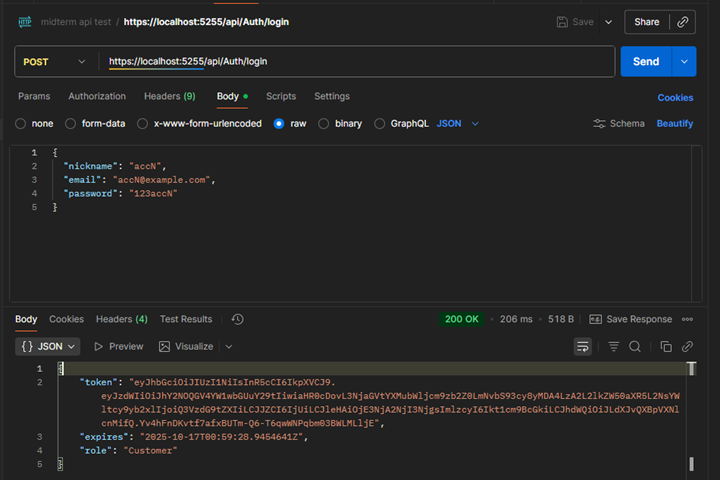 HTTP midterm api test / https://localhost:5255/api/Auth/login Save Share
POST https://localhost:5255/api/Auth/login Send
Params Authorization Headers (9) Body Scripts Settings Cookies
none form-data x-www-form-urlencoded raw binary GraphQL JSON Schema Beautify
1 {
2 "nickname": "accN",
3 "email": "accN@example.com",
4 "password": "123accN"
5 }
Body Cookies Headers (4) Test Results 200 OK • 206 ms • 518 B Save Response
{} JSON Preview Visualize
1 {
2 "token": "eyJhbGciOiJIUzI1NiIsInR5cCI6IkpXVCJ9.
3 "expires": "2025-10-17T00:59:28.9454641Z",
4 "role": "Customer"
5 }